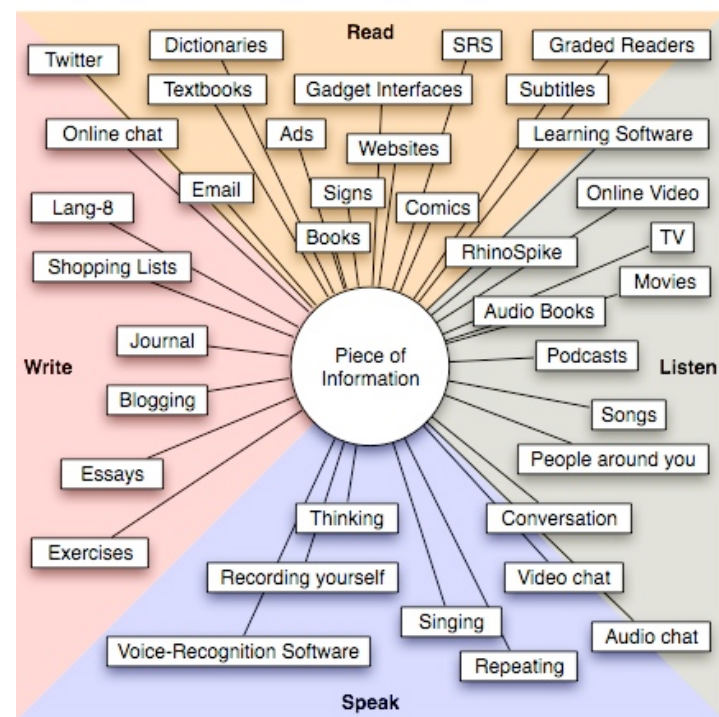 Read
Dictionaries
SRS
Graded Readers
Twitter
Textbooks
Gadget Interfaces
Subtitles
Online chat
Ads
Websites
Learning Software
Email
Signs
Comics
Online Video
Lang-8
Books
RhinoSpike
TV
Shopping Lists
Movies
Audio Books
Journal
Piece of
Information
Podcasts
Write
Listen
Blogging
Songs
Essays
People around you
Thinking
Conversation
Exercises
Recording yourself
Video chat
Singing
Audio chat
Voice-Recognition Software
Repeating
Speak